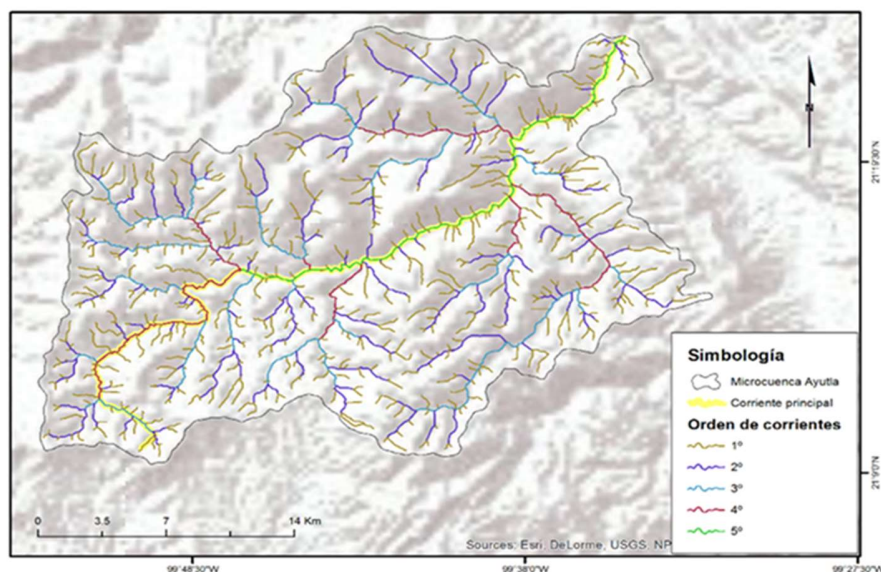 N
21°19'30"N
21°9'0"N
Simbología
Microcuenca Ayutla
Corriente principal
Orden de corrientes
1º
2º
3º
4º
5º
0 3.5 7 14 Km
Sources: Esri, DeLorme, USGS, NP
99°48'30"W 99°38'0"W 99°27'30"W